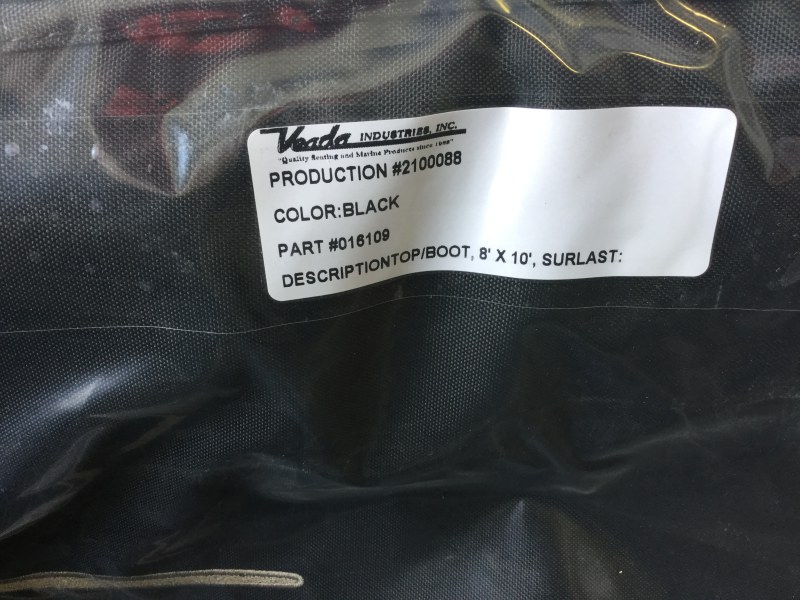 Veada INDUSTRIES, INC.
"Quality Seating and Marine Products since 1959"
PRODUCTION #2100088
COLOR:BLACK
PART #016109
DESCRIPTIONTOP/BOOT, 8' X 10', SURLAST: